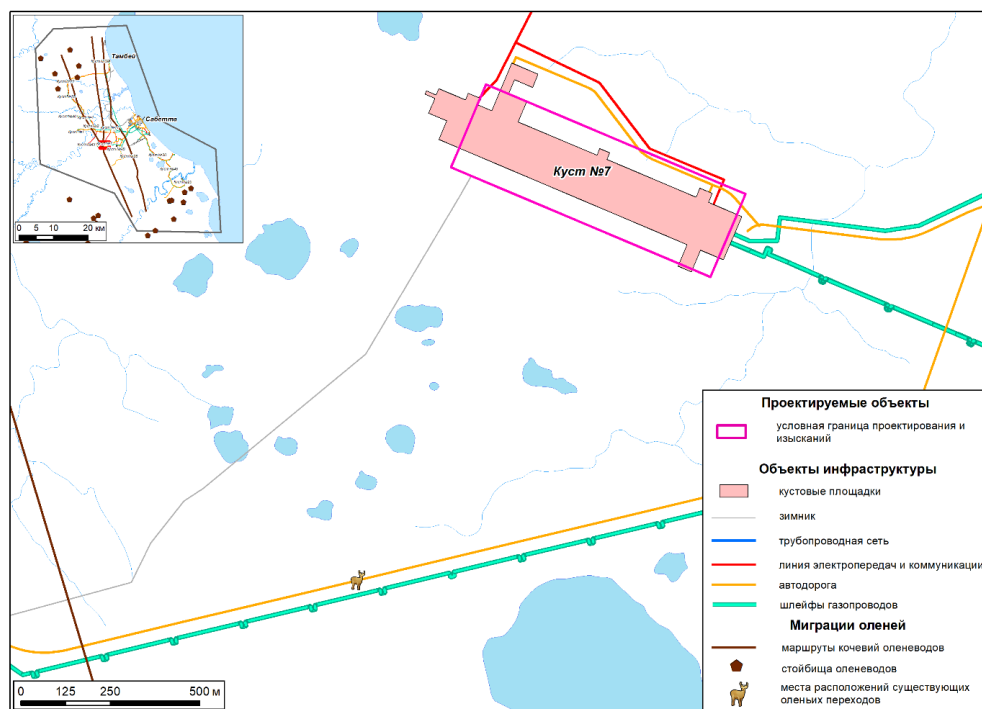 Тамбей
Сабетта
0 5 10 20 км
Куст №7
Проектируемые объекты
условная граница проектирования и
изысканий
Объекты инфраструктуры
кустовые площадки
зимник
трубопроводная сеть
линия электропередач и коммуникации
автодорога
шлейфы газопроводов
Миграции оленей
маршруты кочевий оленеводов
стойбища оленеводов
места расположений существующих
оленьих переходов
0 125 250 500 м